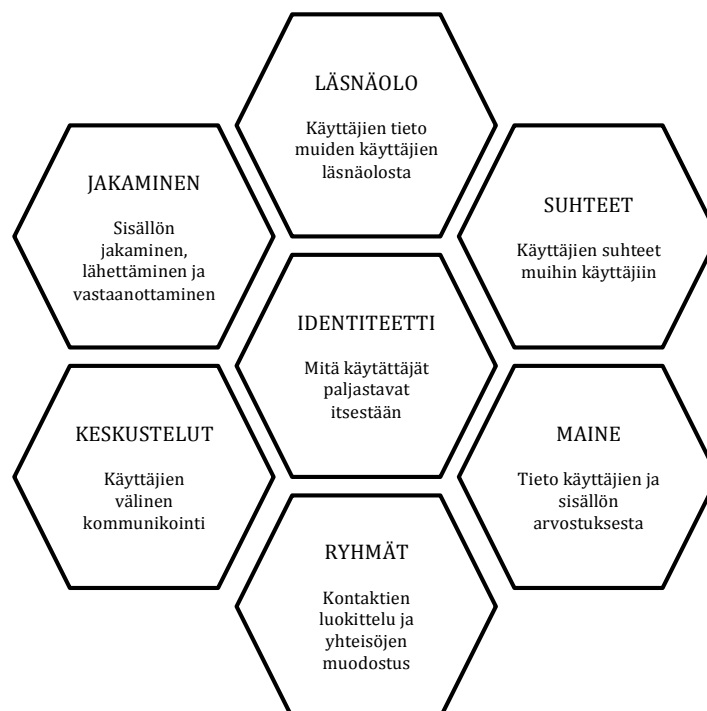 LÄSNÄOLO
Käyttäjien tieto
muiden käyttäjien
läsnäolosta
JAKAMINEN
Sisällön
jakaminen,
lähettäminen ja
vastaanottaminen
SUHTEET
Käyttäjien suhteet
muihin käyttäjiin
IDENTITEETTI
Mitä käytättäjät
paljastavat
itsestään
KESKUSTELUT
Käyttäjien
välinen
kommunikointi
MAINE
Tieto käyttäjien ja
sisällön
arvostuksesta
RYHMÄT
Kontaktien
luokittelu ja
yhteisöjen
muodostus